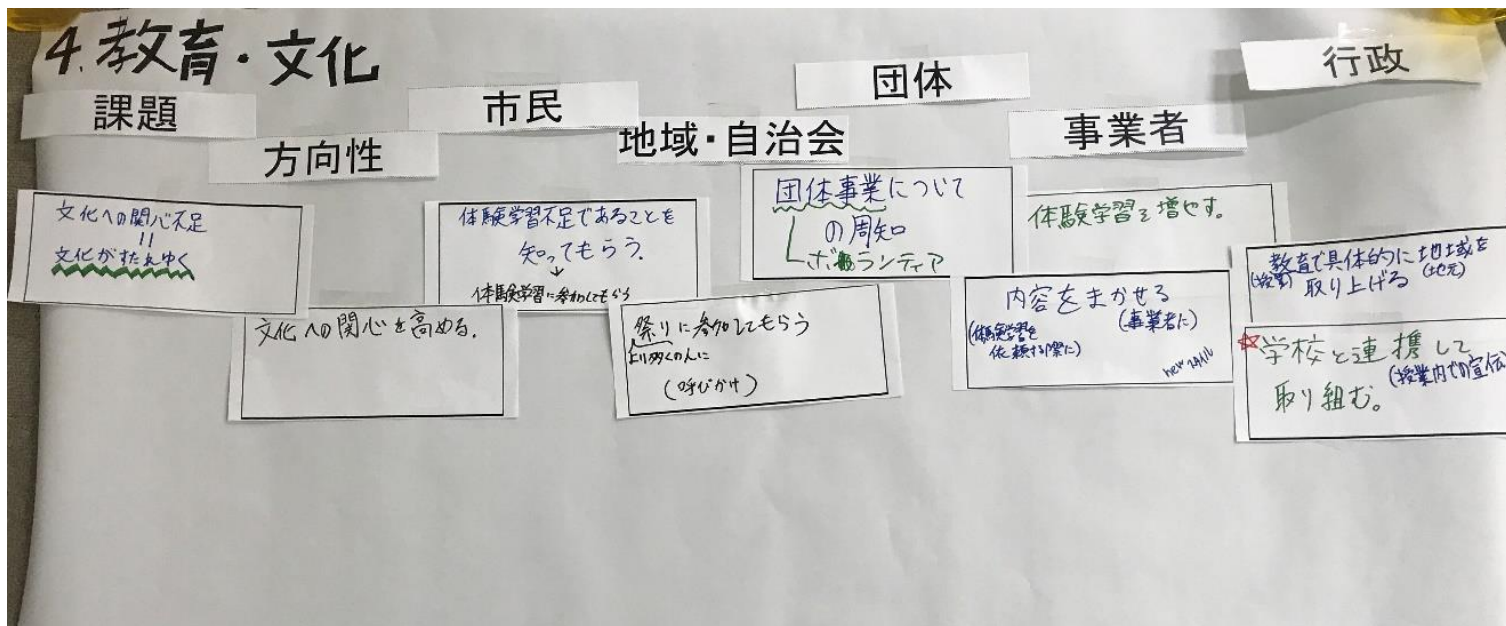 4.教育・文化
課題
方向性
市民
地域・自治会
団体
事業者
行政
文化への関心不足
||
文化がすたれゆく
文化への関心を高める.
体験学習不足であることを
知ってもらう.
↓
体験学習に参加してもらう
祭りに参加してもらう
より多くの人に
(呼びかけ)
団体事業について
の周知
ボランティア
体験学習を増やす。
内容をまかせる
(事業者に)
(体験学習を
依頼する際に)
new スタイル
教育で具体的に地域を
(授業) 取り上げる (地元)
☆学校と連携して
(授業内での宣伝
取り組む。